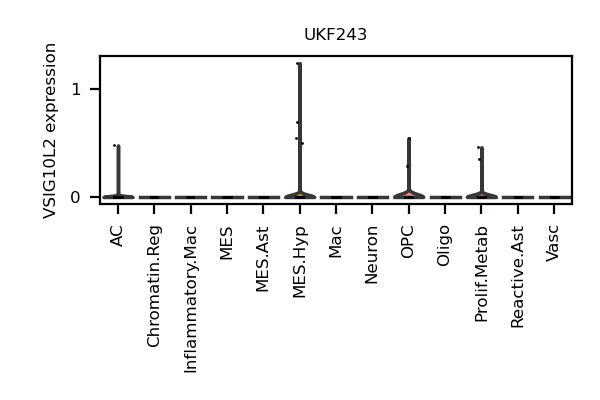 UKF243
VSIG10L2 expression
1
0
AC
Chromatin.Reg
Inflammatory.Mac
MES
MES.Ast
MES.Hyp
Mac
Neuron
OPC
Oligo
Prolif.Metab
Reactive.Ast
Vasc